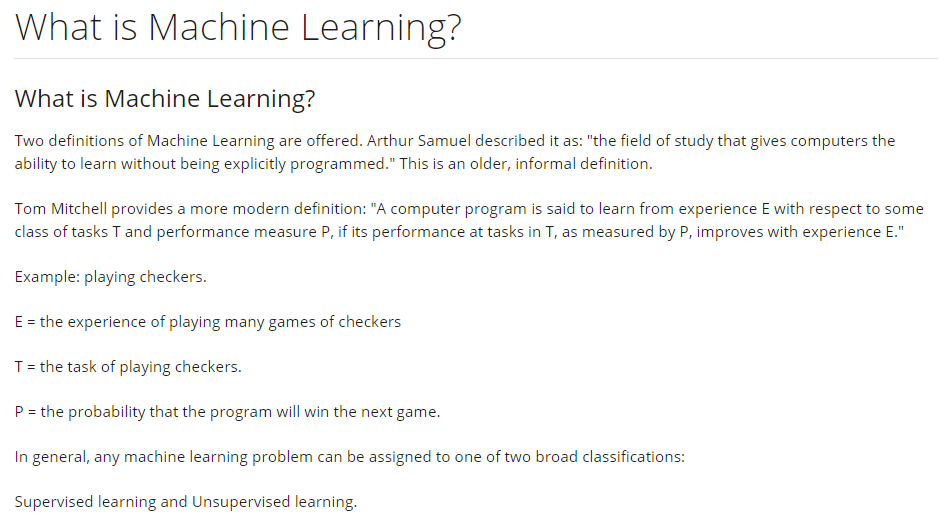 What is Machine Learning?
What is Machine Learning?
Two definitions of Machine Learning are offered. Arthur Samuel described it as: "the field of study that gives computers the
ability to learn without being explicitly programmed." This is an older, informal definition.
Tom Mitchell provides a more modern definition: "A computer program is said to learn from experience E with respect to some
class of tasks T and performance measure P, if its performance at tasks in T, as measured by P, improves with experience E."
Example: playing checkers.
E = the experience of playing many games of checkers
T = the task of playing checkers.
P = the probability that the program will win the next game.
In general, any machine learning problem can be assigned to one of two broad classifications:
Supervised learning and Unsupervised learning.